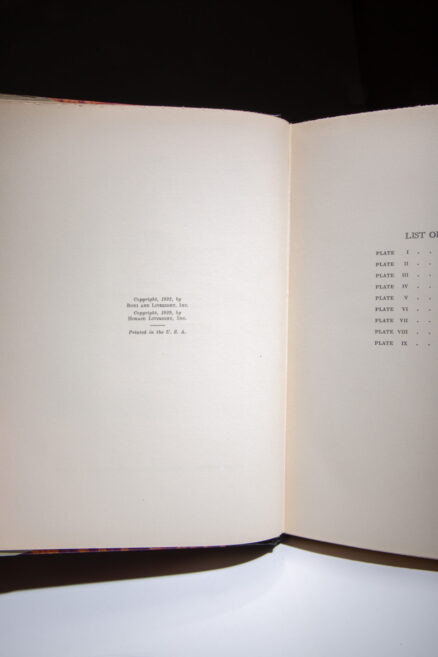 Copyright, 1922, by
BONI AND LIVERIGHT, INC.
Copyright, 1929, by
HORACE LIVERIGHT, INC.
Printed in the U. S. A.
LIST O
PLATE I . .
PLATE II . .
PLATE III . .
PLATE IV . .
PLATE V . .
PLATE VI . .
PLATE VII . .
PLATE VIII . .
PLATE IX . .